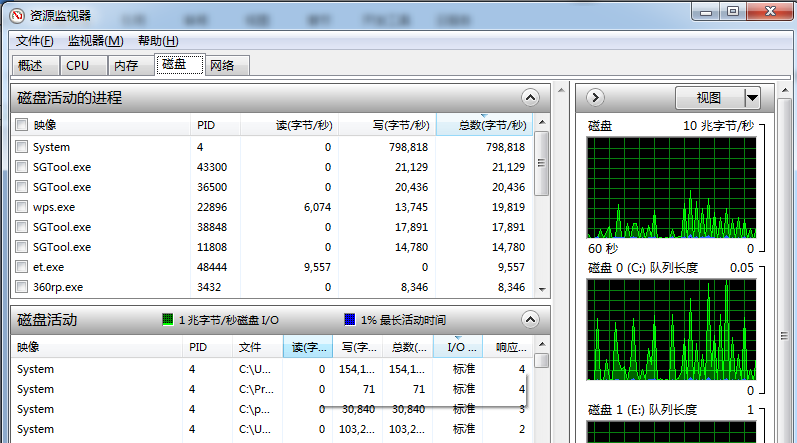 资源监视器
文件(F) 监视器(M) 帮助(H)
概述 CPU 内存 磁盘 网络
磁盘活动的进程
映像 PID 读(字节/秒) 写(字节/秒) 总数(字节/秒)
System 4 0 798,818 798,818
SGTool.exe 43300 0 21,129 21,129
SGTool.exe 36500 0 20,436 20,436
wps.exe 22896 6,074 13,745 19,819
SGTool.exe 38848 0 17,891 17,891
SGTool.exe 11808 0 14,780 14,780
et.exe 48444 9,557 0 9,557
360rp.exe 3432 0 8,346 8,346
磁盘活动 1 兆字节/秒磁盘 I/O 1% 最长活动时间
映像 PID 文件 读(字... 写(字... 总数(... I/O ... 响应...
System 4 C:\U... 0 154,1... 154,1... 标准 4
System 4 C:\Pr... 0 71 71 标准 4
System 4 C:\p... 0 30,840 30,840 标准 3
System 4 C:\U... 0 103,2... 103,2... 标准 2
视图
磁盘 10 兆字节/秒
60 秒 0
磁盘 0 (C:) 队列长度 0.05
0
磁盘 1 (E:) 队列长度 1